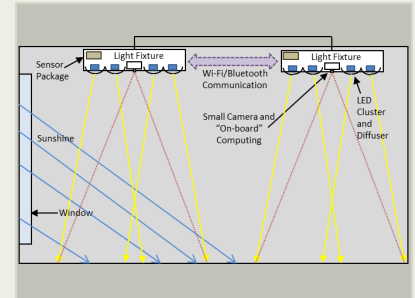 Light Fixture
Light Fixture
Sensor
Package
Wi-Fi/Bluetooth
Communication
LED
Cluster
and
Diffuser
Small Camera and
"On-board"
Computing
Sunshine
Window